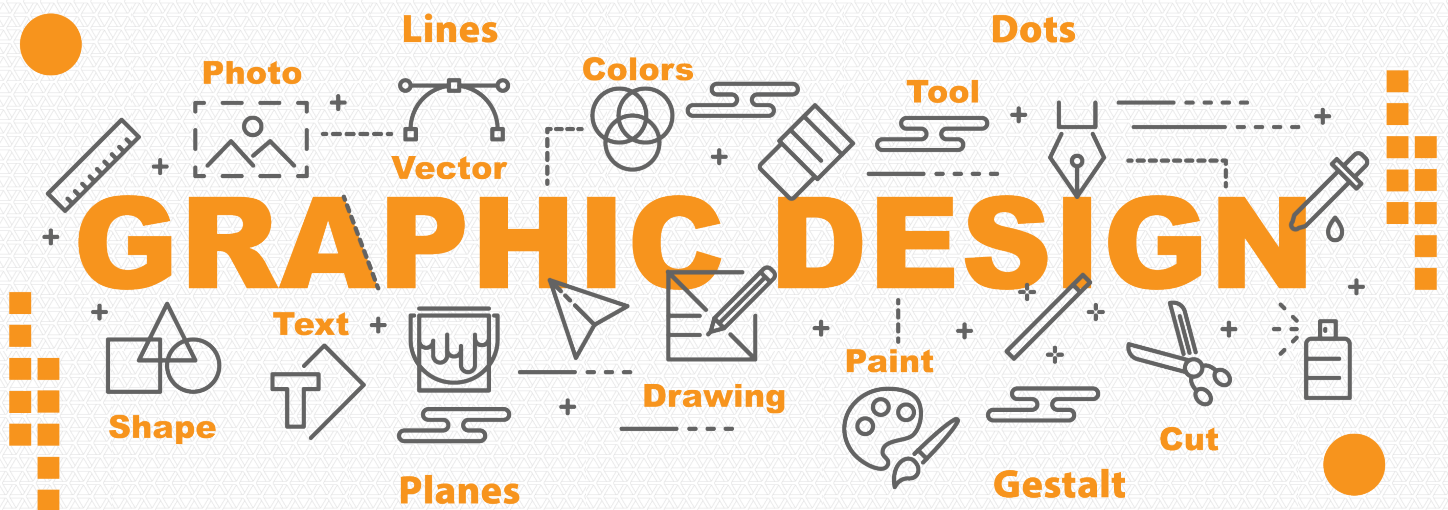 Lines
Dots
Photo
Colors
Tool
Vector
GRAPHIC DESIGN
Text
T
Paint
Drawing
Shape
Cut
Planes
Gestalt